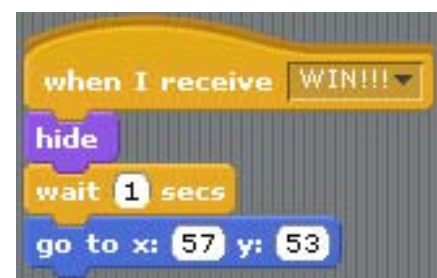 when I receive WIN!!!
hide
wait 1 secs
go to x: 57 y: 53